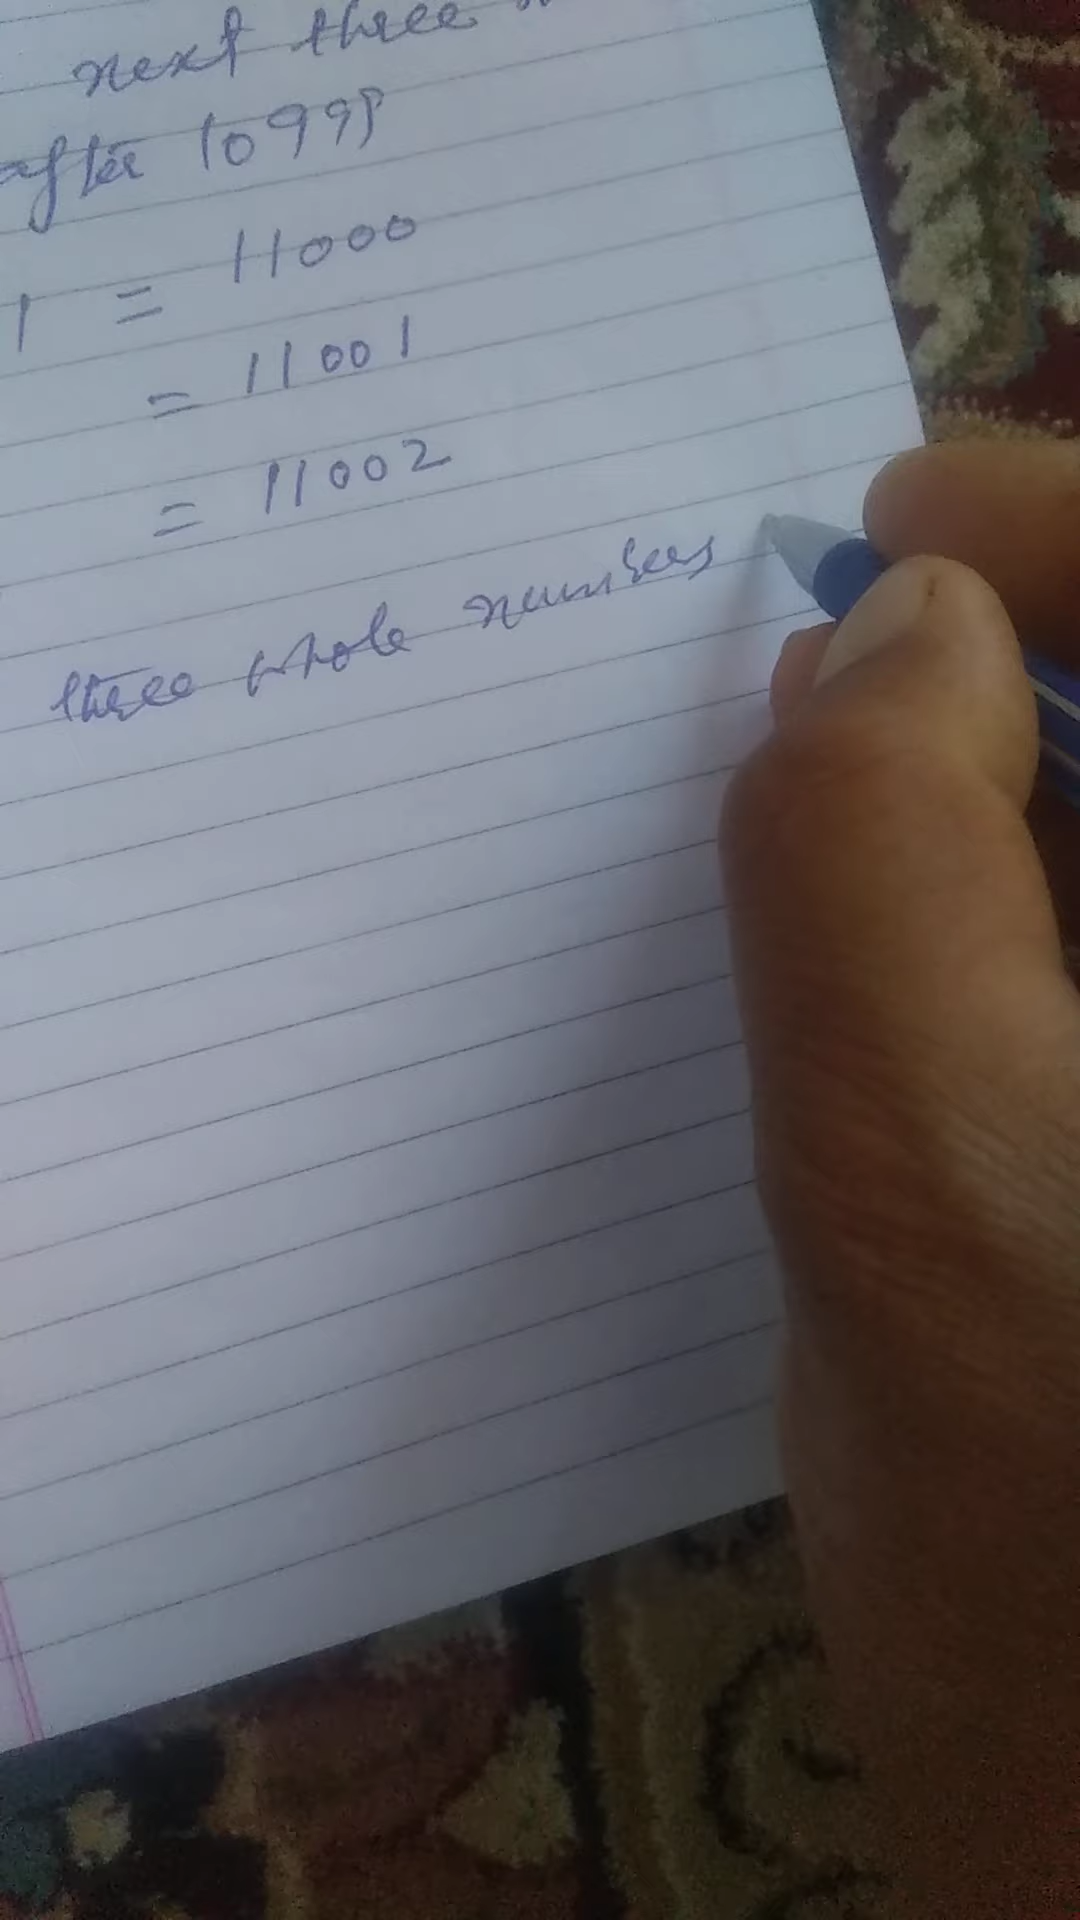 next three
after 10999
1 = 11000
= 11001
= 11002
three whole numbers